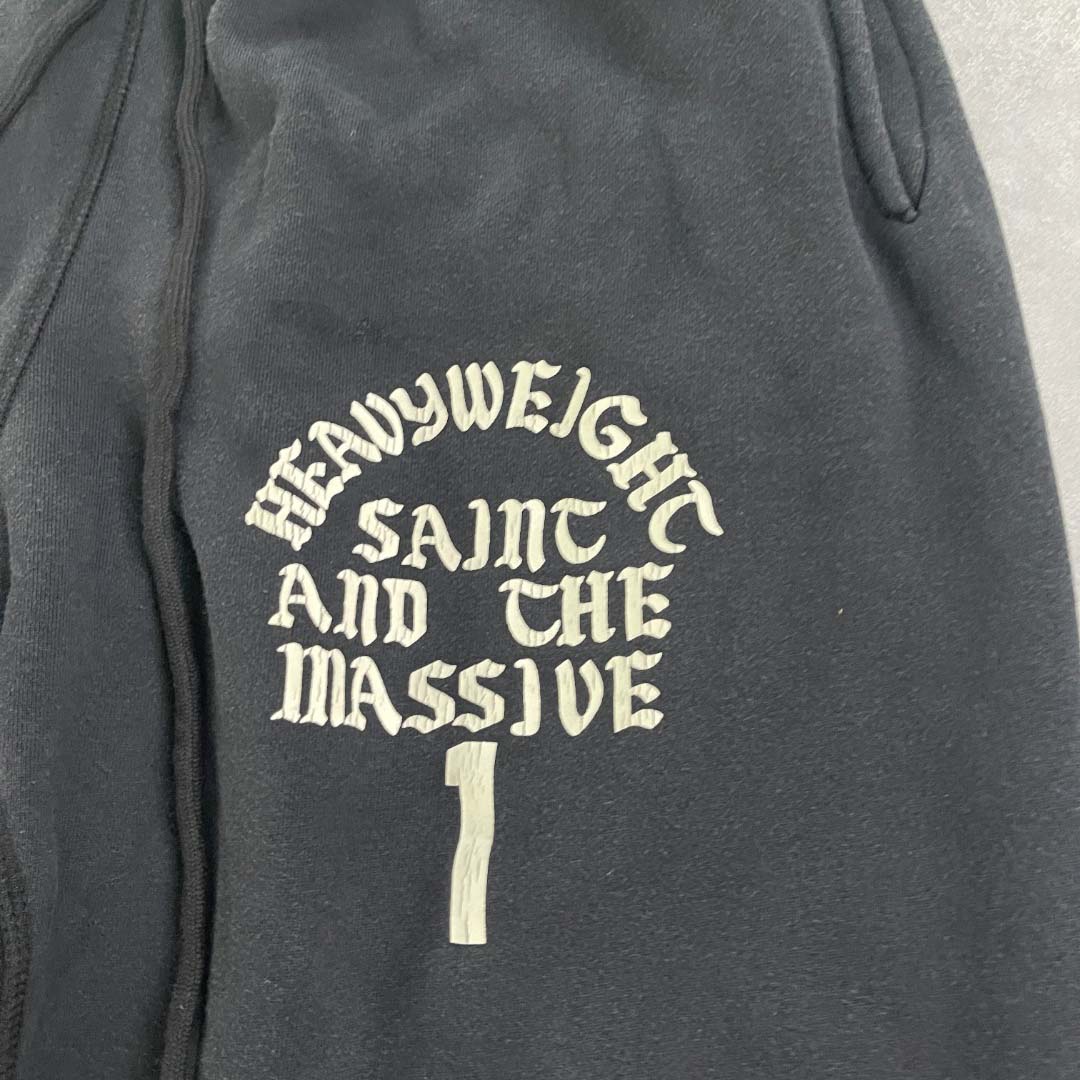 HEAVYWEIGHT
SAINT
AND THE
MASSIVE
1